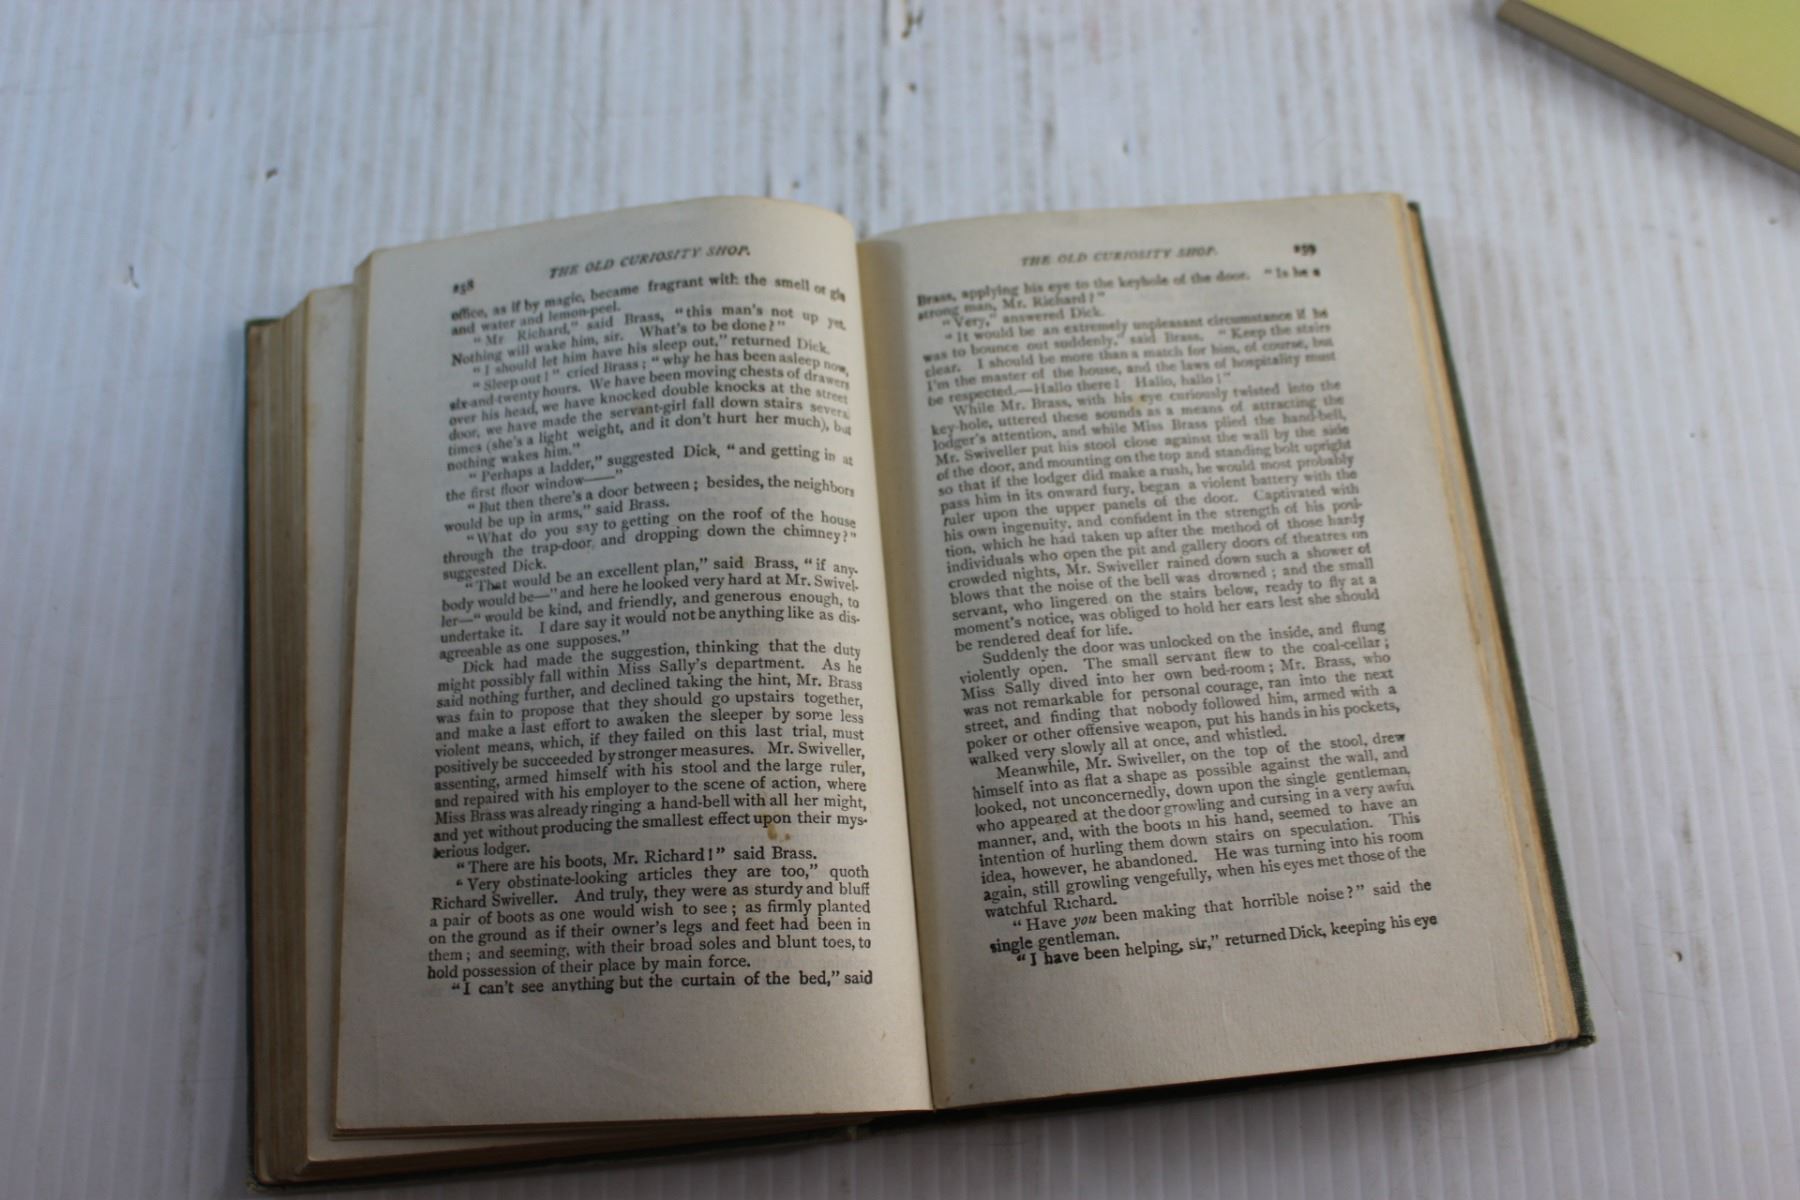 258 THE OLD CURIOSITY SHOP.
office, as if by magic, became fragrant with the smell of gin
and water and lemon-peel.
"Mr Richard," said Brass, "this man's not up yet.
Nothing will wake him, sir. What's to be done?"
"I should let him have his sleep out," returned Dick.
"Sleep out!" cried Brass; "why he has been asleep now,
six-and-twenty hours. We have been moving chests of drawers
over his head, we have knocked double knocks at the street
door, we have made the servant-girl fall down stairs several
times (she's a light weight, and it don't hurt her much), but
nothing wakes him."
"Perhaps a ladder," suggested Dick, "and getting in at
the first floor window——"
"But then there's a door between; besides, the neighbors
would be up in arms," said Brass.
"What do you say to getting on the roof of the house
through the trap-door and dropping down the chimney?"
suggested Dick.
"That would be an excellent plan," said Brass, "if any-
body would be—" and here he looked very hard at Mr. Swivel-
ler—"would be kind, and friendly, and generous enough, to
undertake it. I dare say it would not be anything like as dis-
agreeable as one supposes."
Dick had made the suggestion, thinking that the duty
might possibly fall within Miss Sally's department. As he
said nothing further, and declined taking the hint, Mr. Brass
was fain to propose that they should go upstairs together,
and make a last effort to awaken the sleeper by some less
violent means, which, if they failed on this last trial, must
positively be succeeded by stronger measures. Mr. Swiveller,
assenting, armed himself with his stool and the large ruler,
and repaired with his employer to the scene of action, where
Miss Brass was already ringing a hand-bell with all her might,
and yet without producing the smallest effect upon their mys-
terious lodger.
"There are his boots, Mr. Richard!" said Brass.
"Very obstinate-looking articles they are too," quoth
Richard Swiveller. And truly, they were as sturdy and bluff
a pair of boots as one would wish to see; as firmly planted
on the ground as if their owner's legs and feet had been in
them; and seeming, with their broad soles and blunt toes, to
hold possession of their place by main force.
"I can't see anything but the curtain of the bed," said
THE OLD CURIOSITY SHOP. 259
Brass, applying his eye to the keyhole of the door. "Is he a
strong man, Mr. Richard?"
"Very," answered Dick.
"It would be an extremely unpleasant circumstance if he
was to bounce out suddenly," said Brass. "Keep the stairs
clear. I should be more than a match for him, of course, but
I'm the master of the house, and the laws of hospitality must
be respected.—Hallo there! Hallo, hallo!"
While Mr. Brass, with his eye curiously twisted into the
key-hole, uttered these sounds as a means of attracting the
lodger's attention, and while Miss Brass plied the hand-bell,
Mr. Swiveller put his stool close against the wall by the side
of the door, and mounting on the top and standing bolt upright
so that if the lodger did make a rush, he would most probably
pass him in its onward fury, began a violent battery with the
ruler upon the upper panels of the door. Captivated with
his own ingenuity, and confident in the strength of his posi-
tion, which he had taken up after the method of those hardy
individuals who open the pit and gallery doors of theatres on
crowded nights, Mr. Swiveller rained down such a shower of
blows that the noise of the bell was drowned; and the small
servant, who lingered on the stairs below, ready to fly at a
moment's notice, was obliged to hold her ears lest she should
be rendered deaf for life.
Suddenly the door was unlocked on the inside, and flung
violently open. The small servant flew to the coal-cellar;
Miss Sally dived into her own bed-room; Mr. Brass, who
was not remarkable for personal courage, ran into the next
street, and finding that nobody followed him, armed with a
poker or other offensive weapon, put his hands in his pockets,
walked very slowly all at once, and whistled.
Meanwhile, Mr. Swiveller, on the top of the stool, drew
himself into as flat a shape as possible against the wall, and
looked, not unconcernedly, down upon the single gentleman,
who appeared at the door growling and cursing in a very awful
manner, and, with the boots in his hand, seemed to have an
intention of hurling them down stairs on speculation. This
idea, however, he abandoned. He was turning into his room
again, still growling vengefully, when his eyes met those of the
watchful Richard.
"Have you been making that horrible noise?" said the
single gentleman.
"I have been helping, sir," returned Dick, keeping his eye